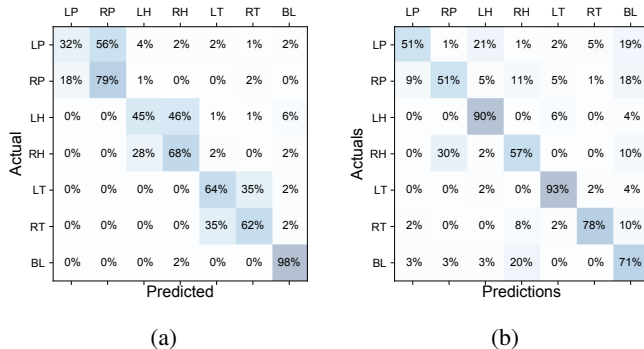 LP RP LH RH LT RT BL
LP 32% 56% 4% 2% 2% 1% 2%
RP 18% 79% 1% 0% 0% 2% 0%
LH 0% 0% 45% 46% 1% 1% 6%
RH 0% 0% 28% 68% 2% 0% 2%
LT 0% 0% 0% 0% 64% 35% 2%
RT 0% 0% 0% 0% 35% 62% 2%
BL 0% 0% 0% 2% 0% 0% 98%
Actual
Predicted
(a)
LP RP LH RH LT RT BL
LP 51% 1% 21% 1% 2% 5% 19%
RP 9% 51% 5% 11% 5% 1% 18%
LH 0% 0% 90% 0% 6% 0% 4%
RH 0% 30% 2% 57% 0% 0% 10%
LT 0% 0% 2% 0% 93% 2% 4%
RT 2% 0% 0% 8% 2% 78% 10%
BL 3% 3% 3% 20% 0% 0% 71%
Actuals
Predictions
(b)